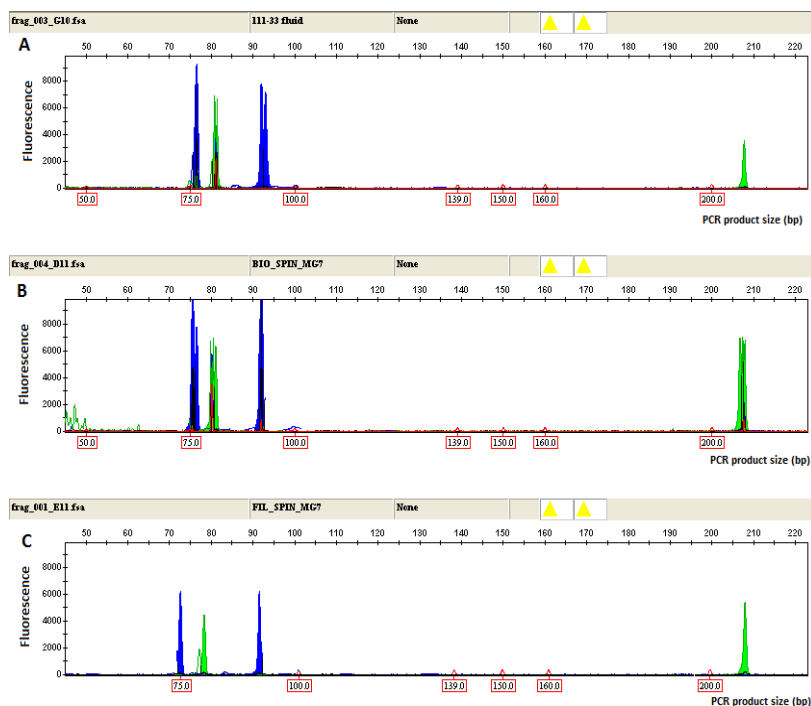 frag_003_G10.fsa 111-33 fluid None
A
50 60 70 80 90 100 110 120 130 140 150 160 170 180 190 200 210 220
Fluorescence
8000
6000
4000
2000
0
50.0 75.0 100.0 139.0 150.0 160.0 200.0
PCR product size (bp)
frag_004_D11.fsa BIO_SPIN_MG7 None
B
50 60 70 80 90 100 110 120 130 140 150 160 170 180 190 200 210 220
Fluorescence
8000
6000
4000
2000
0
50.0 75.0 100.0 139.0 150.0 160.0 200.0
PCR product size (bp)
frag_001_E11.fsa FIL_SPIN_MG7 None
C
50 60 70 80 90 100 110 120 130 140 150 160 170 180 190 200 210 220
Fluorescence
8000
6000
4000
2000
0
75.0 100.0 139.0 150.0 160.0 200.0
PCR product size (bp)